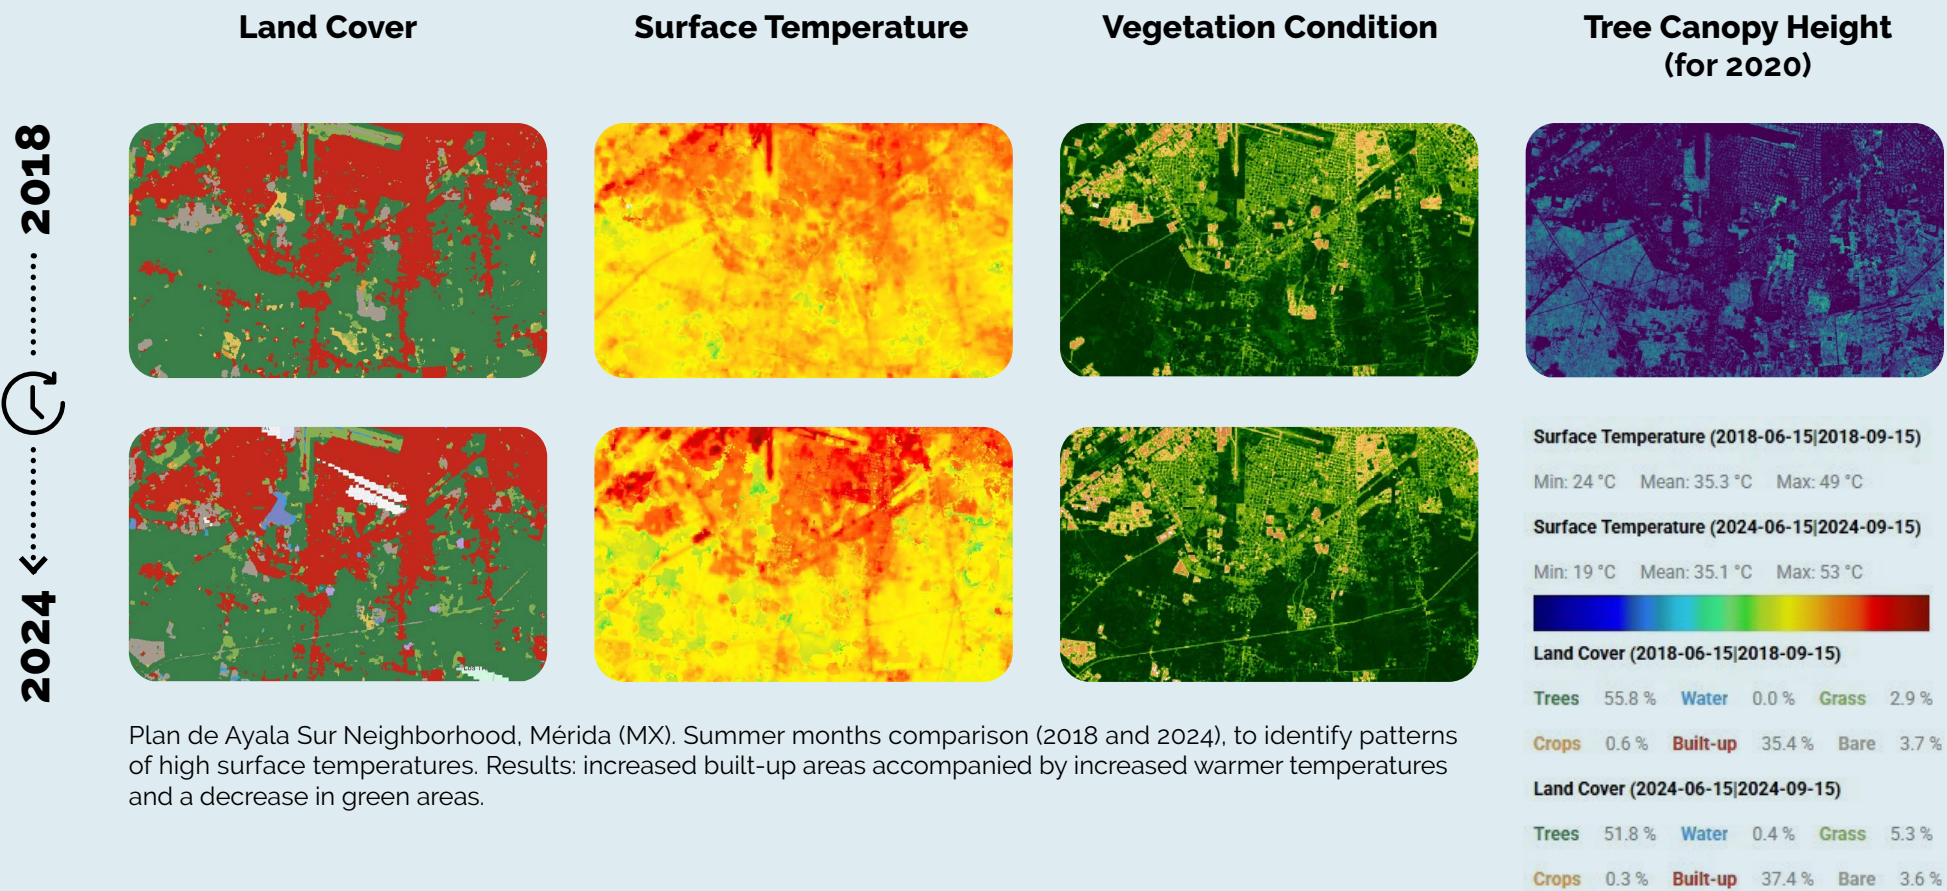 Land Cover
Surface Temperature
Vegetation Condition
Tree Canopy Height
(for 2020)
2018
2024
Surface Temperature (2018-06-15|2018-09-15)
Min: 24 °C Mean: 35.3 °C Max: 49 °C
Surface Temperature (2024-06-15|2024-09-15)
Min: 19 °C Mean: 35.1 °C Max: 53 °C
Land Cover (2018-06-15|2018-09-15)
Trees 55.8 % Water 0.0 % Grass 2.9 %
Crops 0.6 % Built-up 35.4 % Bare 3.7 %
Land Cover (2024-06-15|2024-09-15)
Trees 51.8 % Water 0.4 % Grass 5.3 %
Crops 0.3 % Built-up 37.4 % Bare 3.6 %
Plan de Ayala Sur Neighborhood, Mérida (MX). Summer months comparison (2018 and 2024), to identify patterns
of high surface temperatures. Results: increased built-up areas accompanied by increased warmer temperatures
and a decrease in green areas.